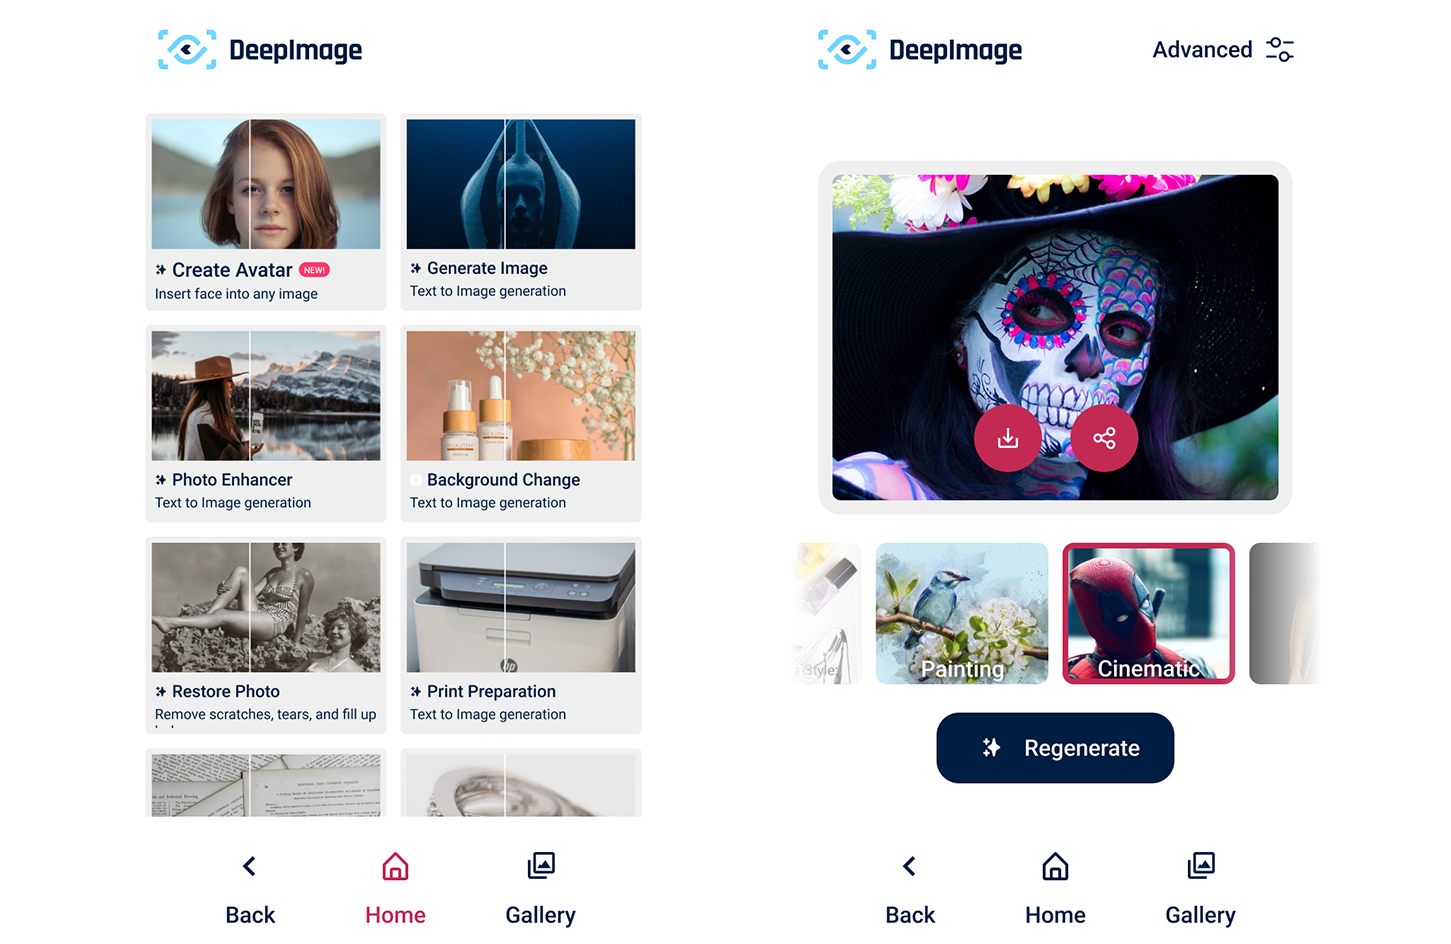 DeepImage
Create Avatar NEW!
Insert face into any image
Generate Image
Text to Image generation
Photo Enhancer
Text to Image generation
Background Change
Text to Image generation
Restore Photo
Remove scratches, tears, and fill up
hp
Print Preparation
Text to Image generation
Back
Home
Gallery
DeepImage
Advanced
Style:
Painting
Cinematic
Regenerate
Back
Home
Gallery